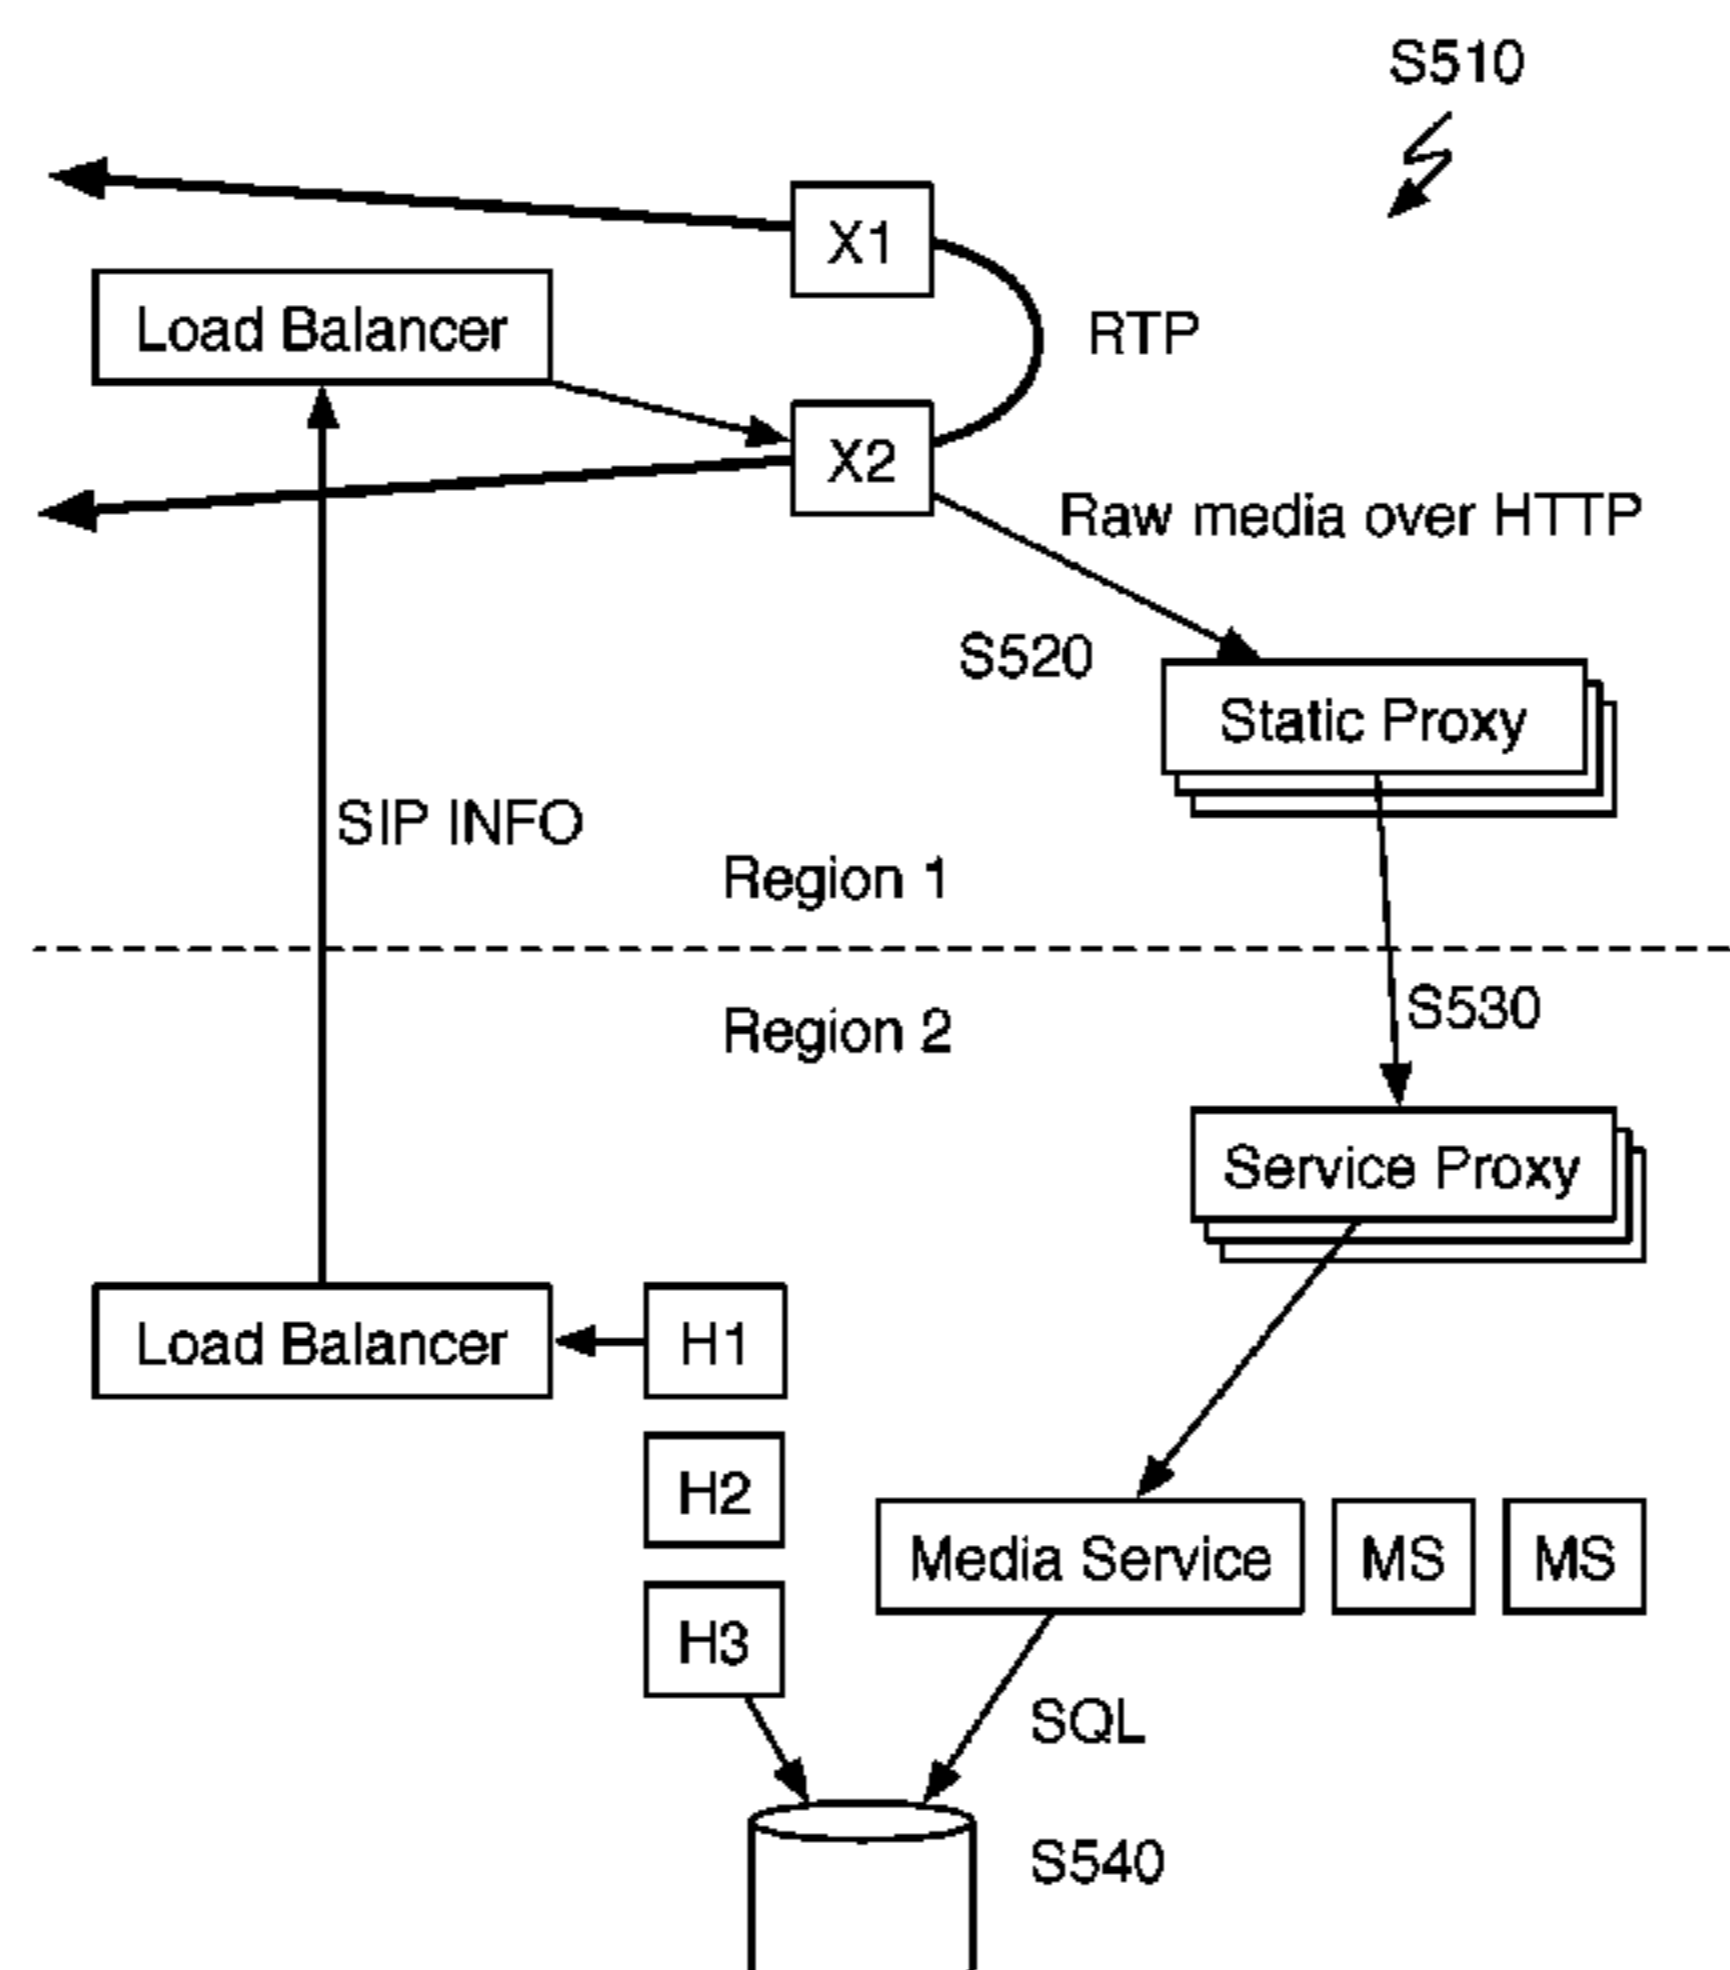 S510
X1
Load Balancer
RTP
X2
Raw media over HTTP
S520
Static Proxy
SIP INFO
Region 1
Region 2
S530
Service Proxy
Load Balancer
H1
H2
Media Service
MS
MS
H3
SQL
S540